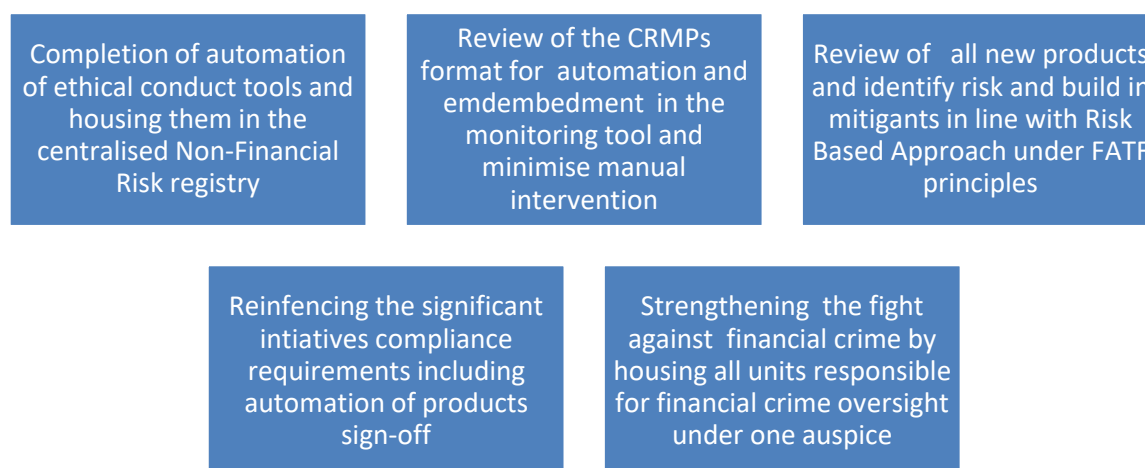 Completion of automation
of ethical conduct tools and
housing them in the
centralised Non-Financial
Risk registry
Review of the CRMPs
format for  automation and
emdembedment  in the
monitoring tool and
minimise manual
intervention
Review of   all new products
and identify risk and build in
mitigants in line with Risk
Based Approach under FATF
principles
Reinfencing the significant
intiatives compliance
requirements including
automation of products
sign-off
Strengthening  the fight
against  financial crime by
housing all units responsible
for financial crime oversight
under one auspice